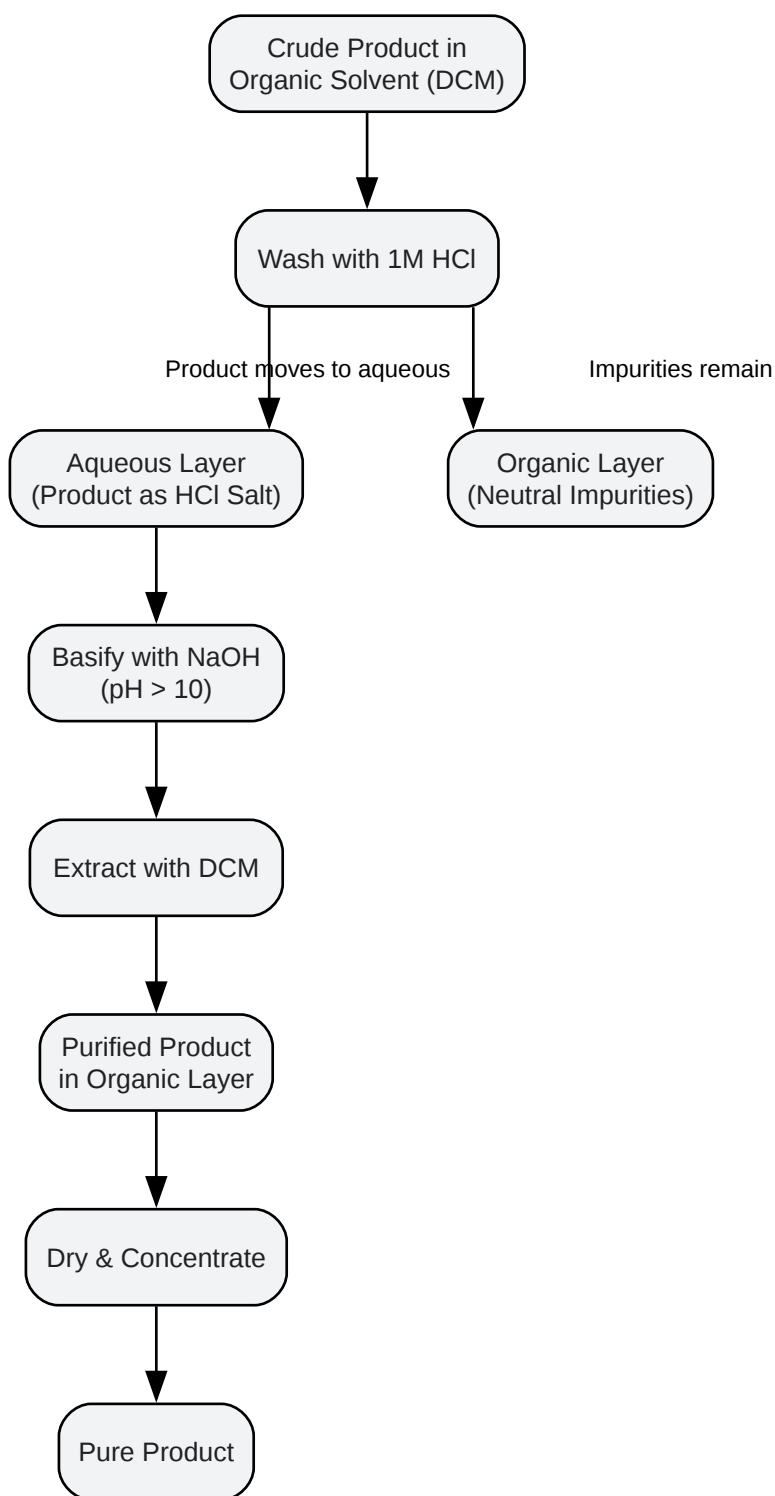 Crude Product in
Organic Solvent (DCM)
Wash with 1M HCl
Product moves to aqueous
Impurities remain
Aqueous Layer
(Product as HCl Salt)
Organic Layer
(Neutral Impurities)
Basify with NaOH
(pH > 10)
Extract with DCM
Purified Product
in Organic Layer
Dry & Concentrate
Pure Product